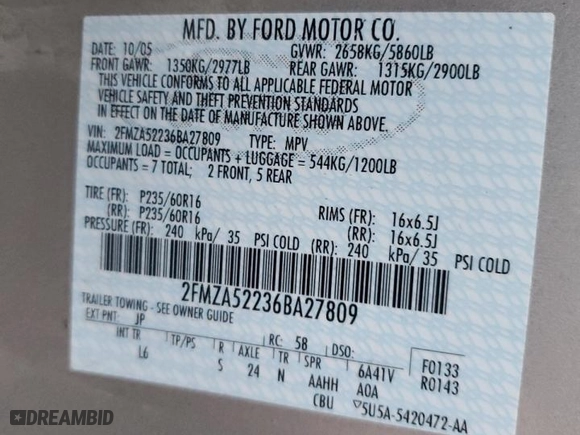 MFD. BY FORD MOTOR CO.
DATE: 10/05 GVWR: 2658KG/5860LB
FRONT GAWR: 1350KG/2977LB REAR GAWR: 1315KG/2900LB
THIS VEHICLE CONFORMS TO ALL APPLICABLE FEDERAL MOTOR
VEHICLE SAFETY AND THEFT PREVENTION STANDARDS
IN EFFECT ON THE DATE OF MANUFACTURE SHOWN ABOVE.
VIN: 2FMZA52236BA27809 TYPE: MPV
MAXIMUM LOAD = OCCUPANTS + LUGGAGE = 544KG/1200LB
OCCUPANTS = 7 TOTAL; 2 FRONT, 5 REAR
TIRE (FR): P235/60R16 RIMS (FR): 16x6.5J
(RR): P235/60R16 (RR): 16x6.5J
PRESSURE (FR): 240 kPa/ 35 PSI COLD (RR): 240 kPa/ 35 PSI COLD
2FMZA52236BA27809
TRAILER TOWING - SEE OWNER GUIDE
EXT PNT: JP RC: 58 DSO: F0133
INT TR TP/PS R AXLE TR SPR 6A41V R0143
L6 S 24 N AAHH A0A
CBU 5U5A-5420472-AA
DREAMBID